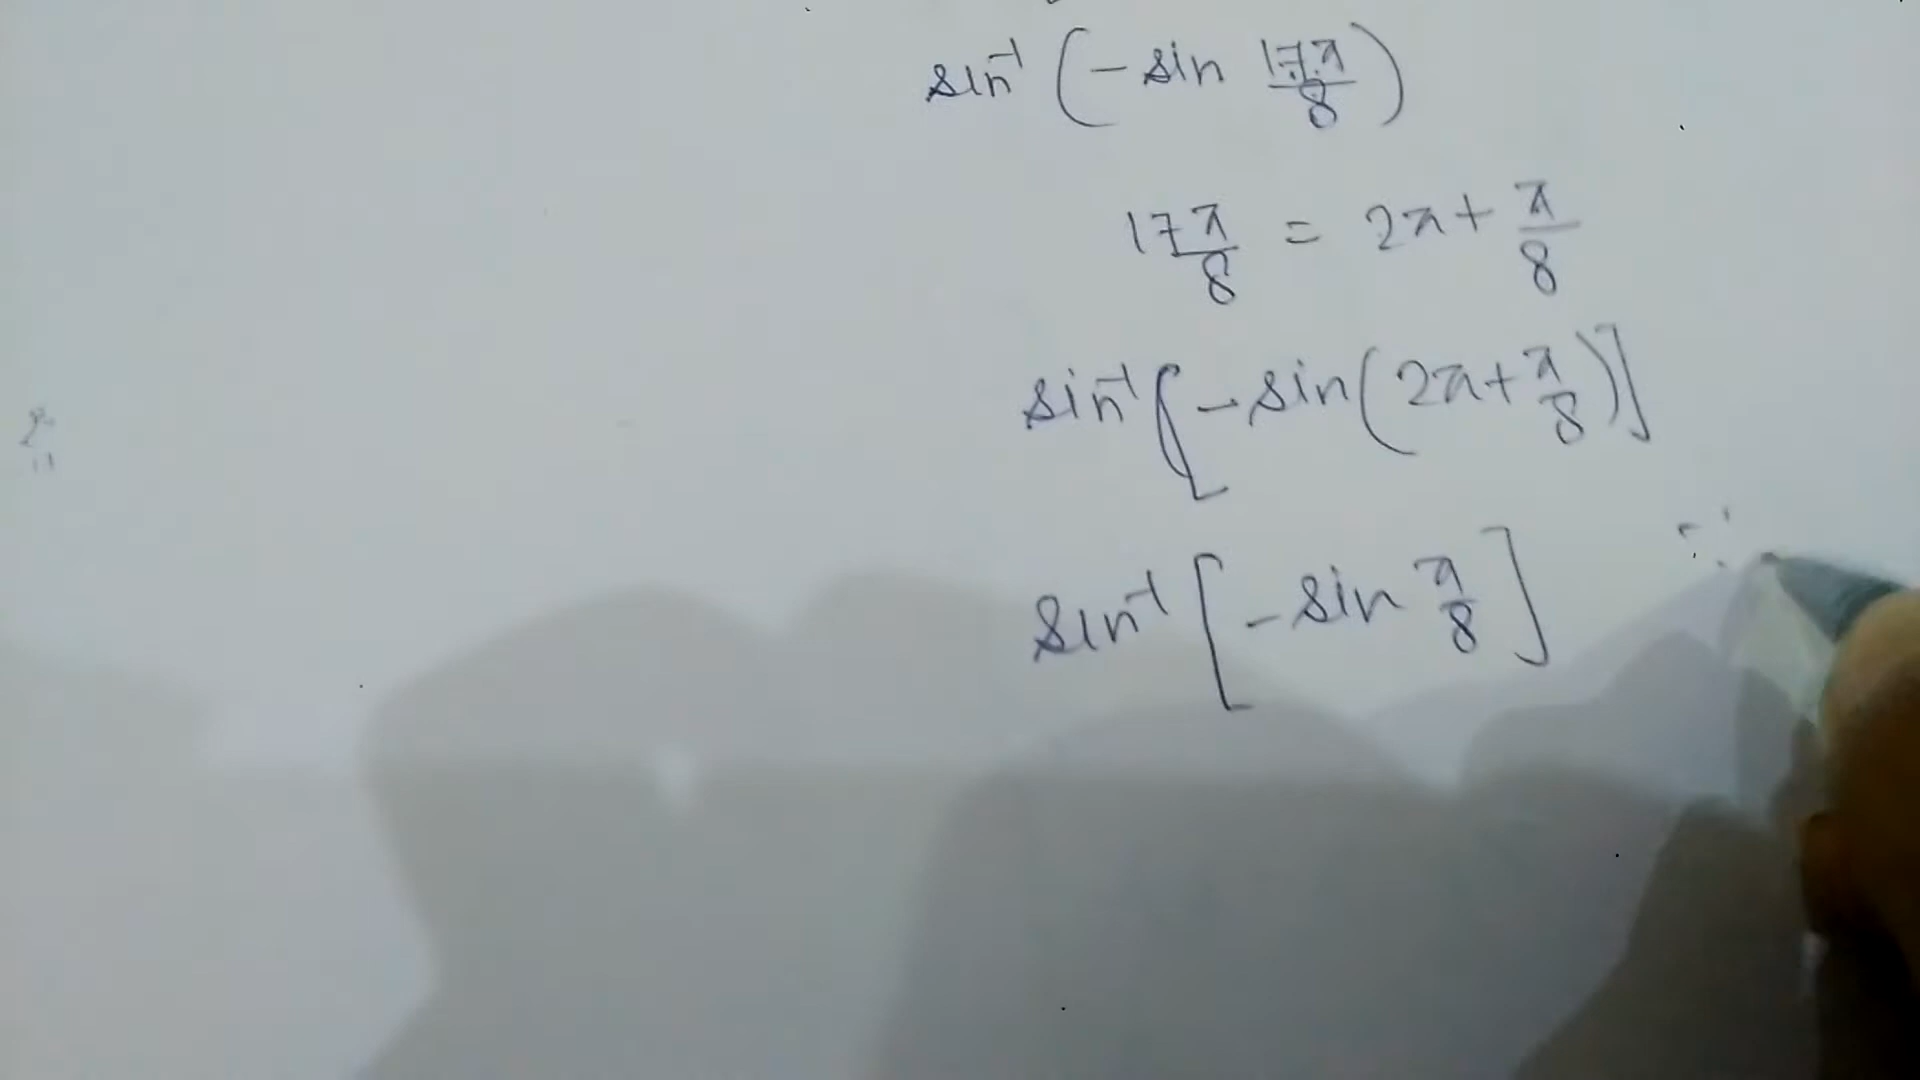 sin⁻¹ (- sin 17π/8)
17π/8 = 2π + π/8
sin⁻¹ [- sin (2π + π/8)]
sin⁻¹ [- sin π/8] ∵